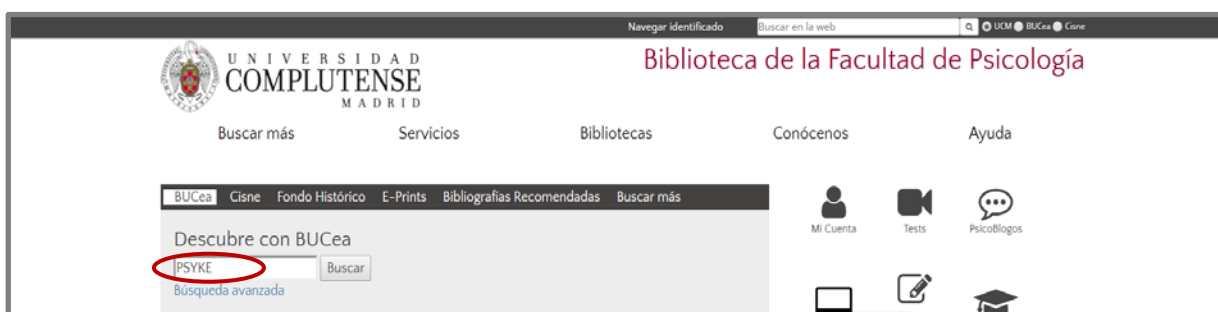 Navegar identificado Buscar en la web UCM BUCea Cisne
UNIVERSIDAD
COMPLUTENSE
MADRID
Biblioteca de la Facultad de Psicología
Buscar más Servicios Bibliotecas Conócenos Ayuda
BUCea Cisne Fondo Histórico E-Prints Bibliografías Recomendadas Buscar más
Mi Cuenta Tests PsicoBlogos
Descubre con BUCea
PSYKE Buscar
Búsqueda avanzada